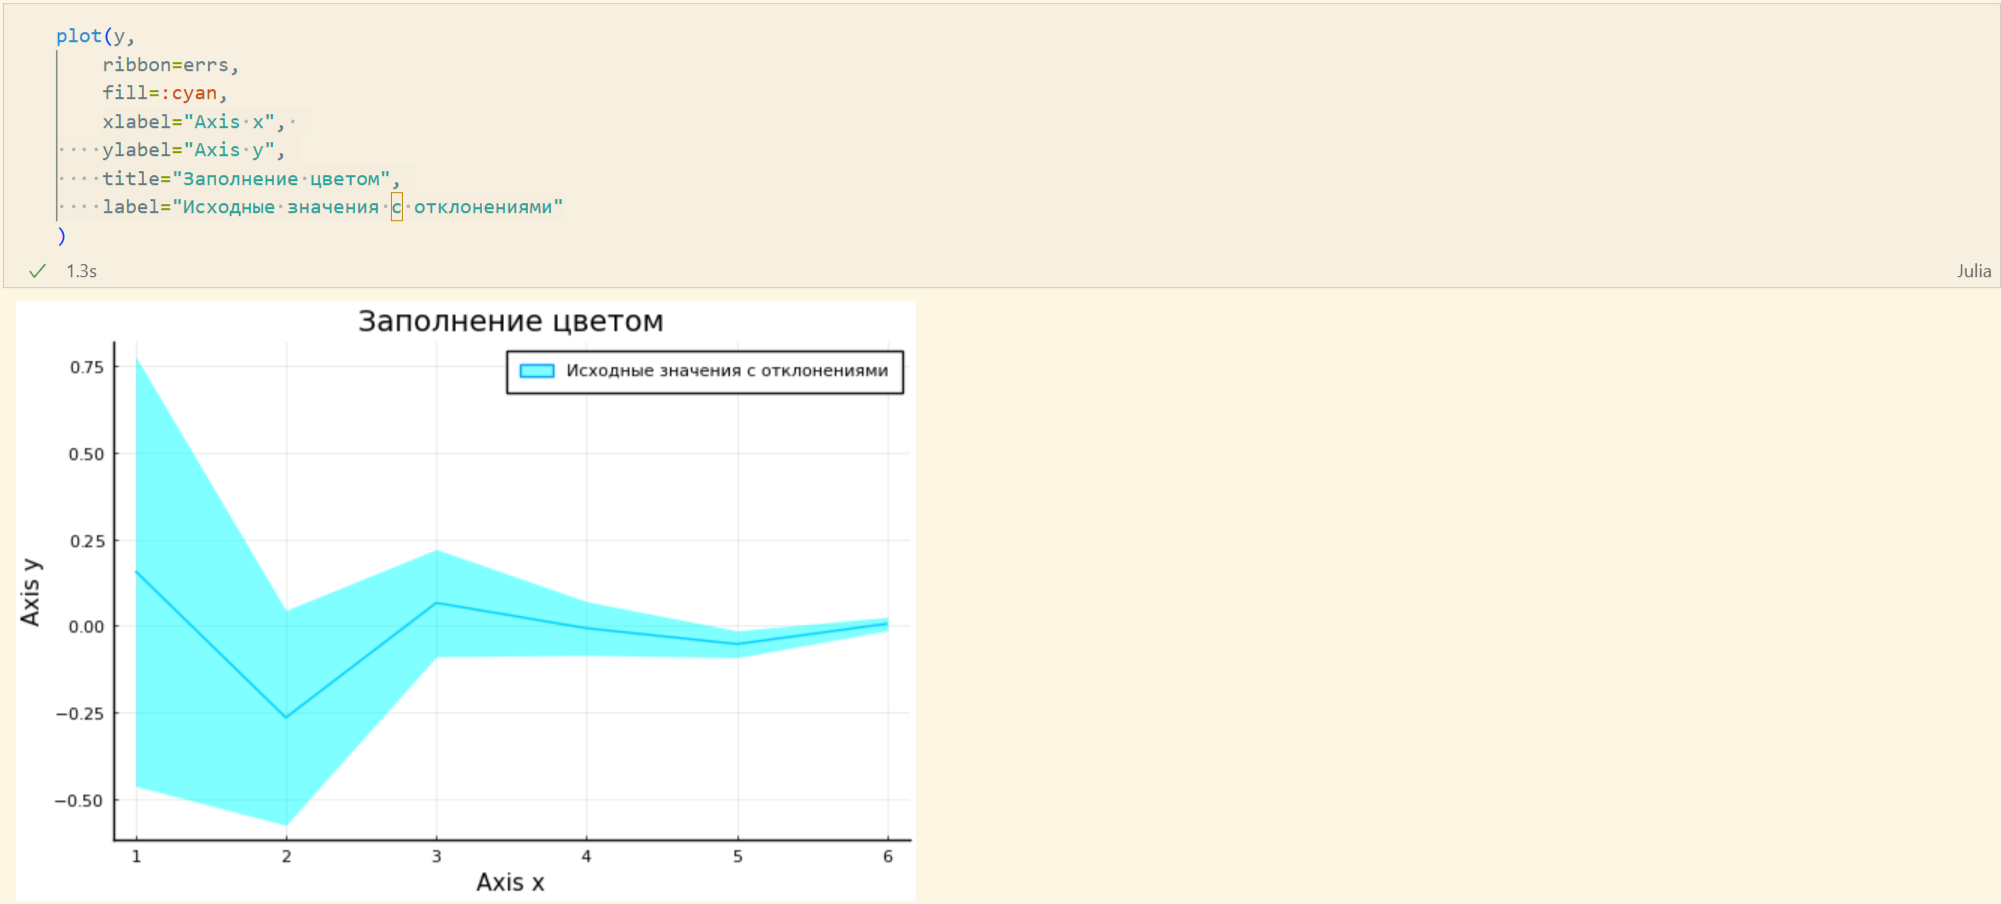 plot(y,
ribbon=errs,
fill=:cyan,
xlabel="Axis x",
ylabel="Axis y",
title="Заполнение цветом",
label="Исходные значения с отклонениями"
)
1.3s
Julia
Заполнение цветом
Исходные значения с отклонениями
0.75
0.50
0.25
0.00
−0.25
−0.50
Axis y
1 2 3 4 5 6
Axis x